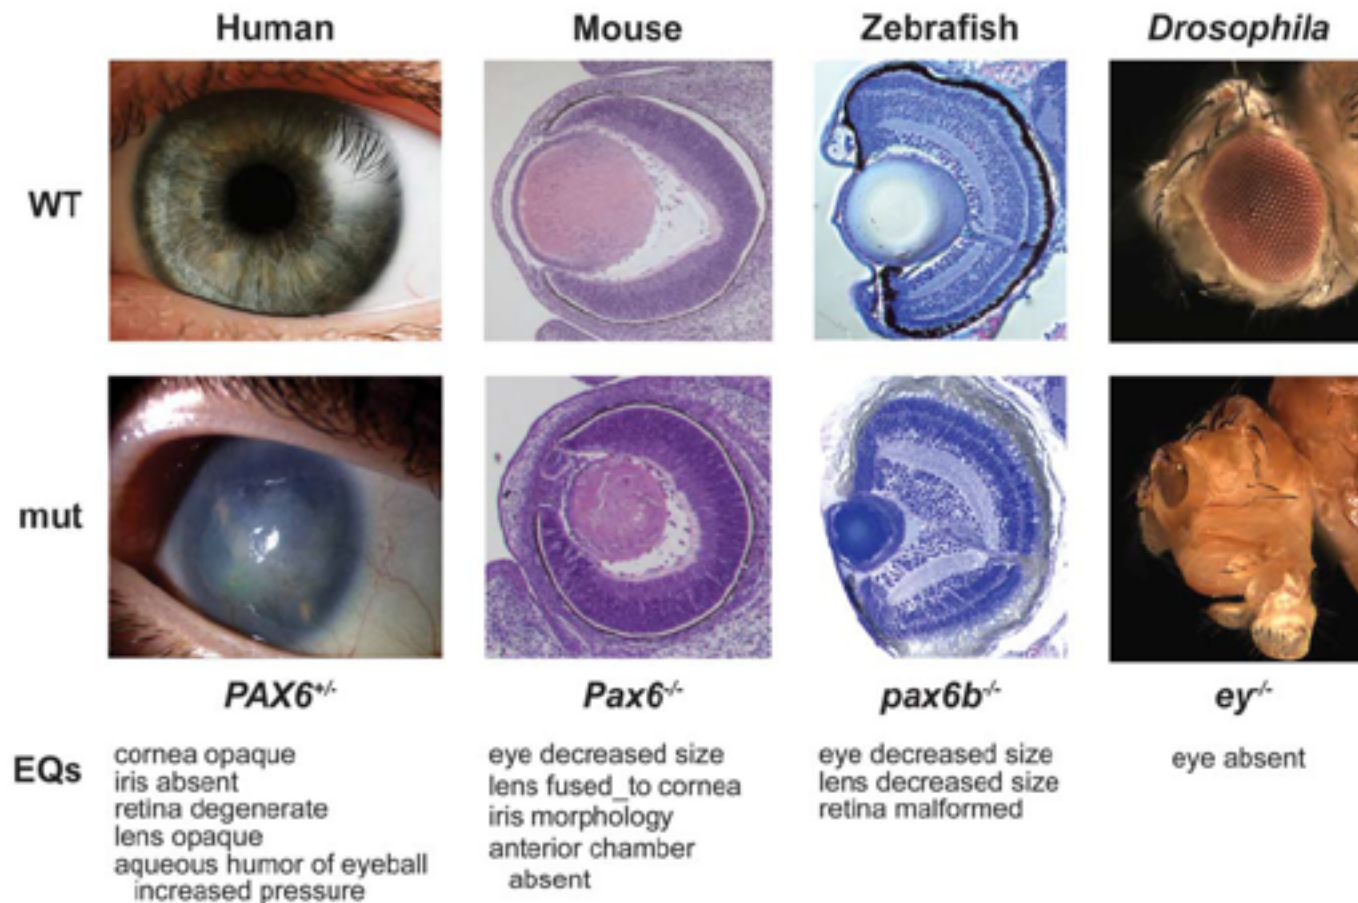 Human Mouse Zebrafish Drosophila
WT
mut
PAX6+/- Pax6-/- pax6b-/- ey-/-
EQs
cornea opaque
iris absent
retina degenerate
lens opaque
aqueous humor of eyeball
increased pressure
eye decreased size
lens fused_to cornea
iris morphology
anterior chamber
absent
eye decreased size
lens decreased size
retina malformed
eye absent